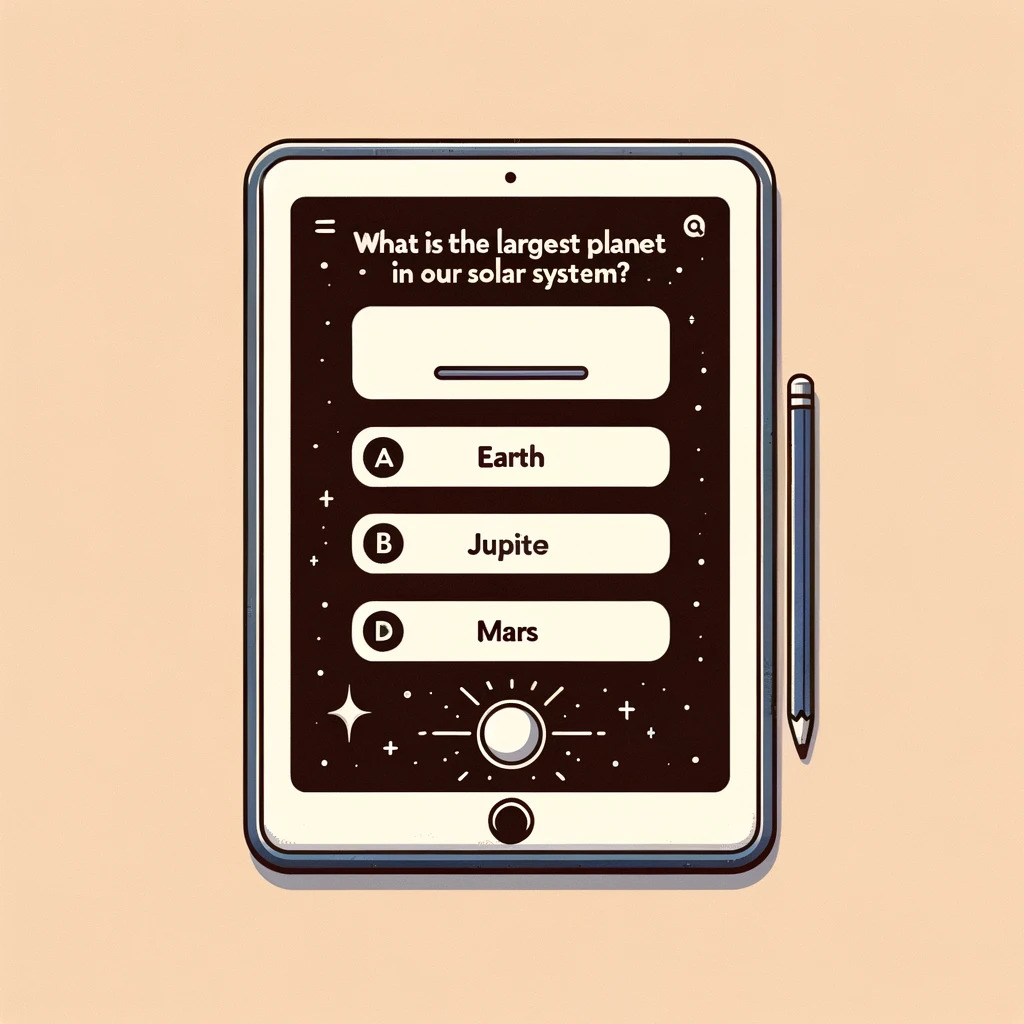 What is the largest planet
in our solar system?
A Earth
B Jupite
D Mars